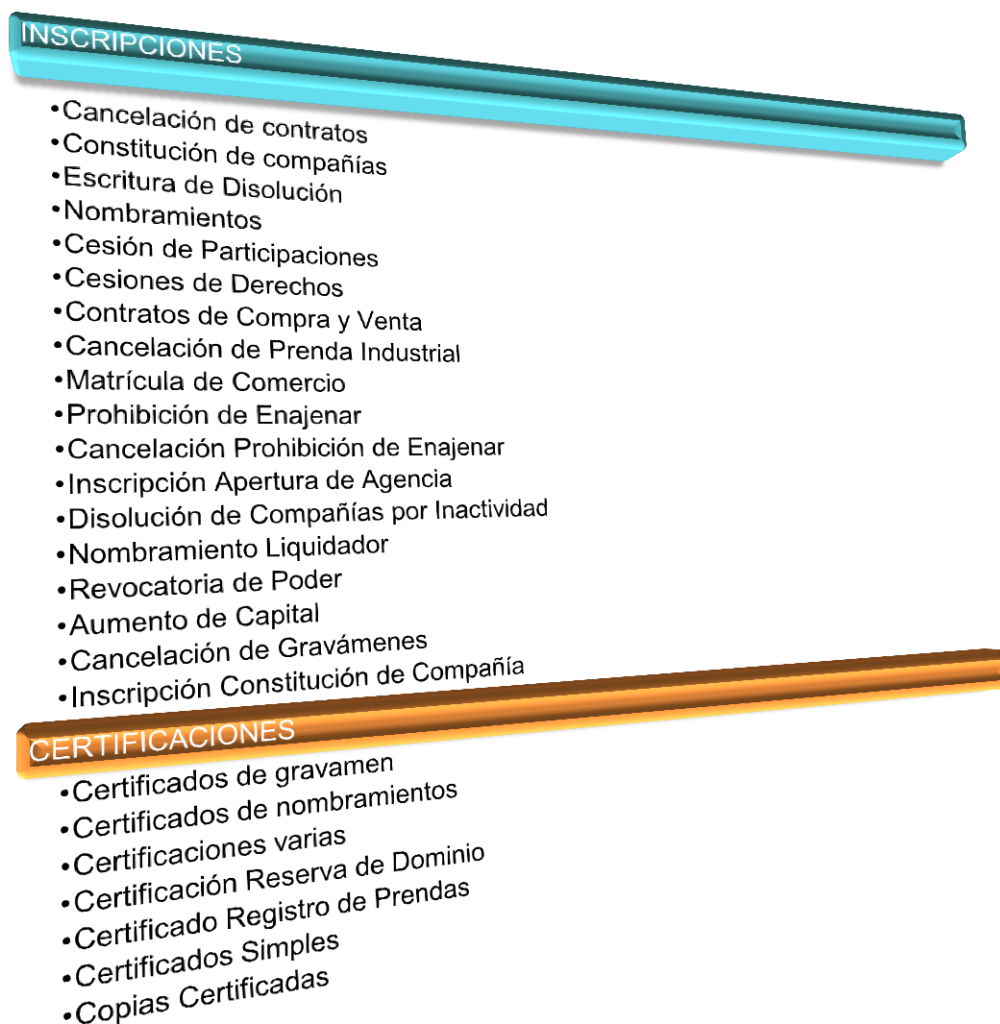 INSCRIPCIONES
•Cancelación de contratos
•Constitución de compañías
•Escritura de Disolución
•Nombramientos
•Cesión de Participaciones
•Cesiones de Derechos
•Contratos de Compra y Venta
•Cancelación de Prenda Industrial
•Matrícula de Comercio
•Prohibición de Enajenar
•Cancelación Prohibición de Enajenar
•Inscripción Apertura de Agencia
•Disolución de Compañías por Inactividad
•Nombramiento Liquidador
•Revocatoria de Poder
•Aumento de Capital
•Cancelación de Gravámenes
•Inscripción Constitución de Compañía
CERTIFICACIONES
•Certificados de gravamen
•Certificados de nombramientos
•Certificaciones varias
•Certificación Reserva de Dominio
•Certificado Registro de Prendas
•Certificados Simples
•Copias Certificadas